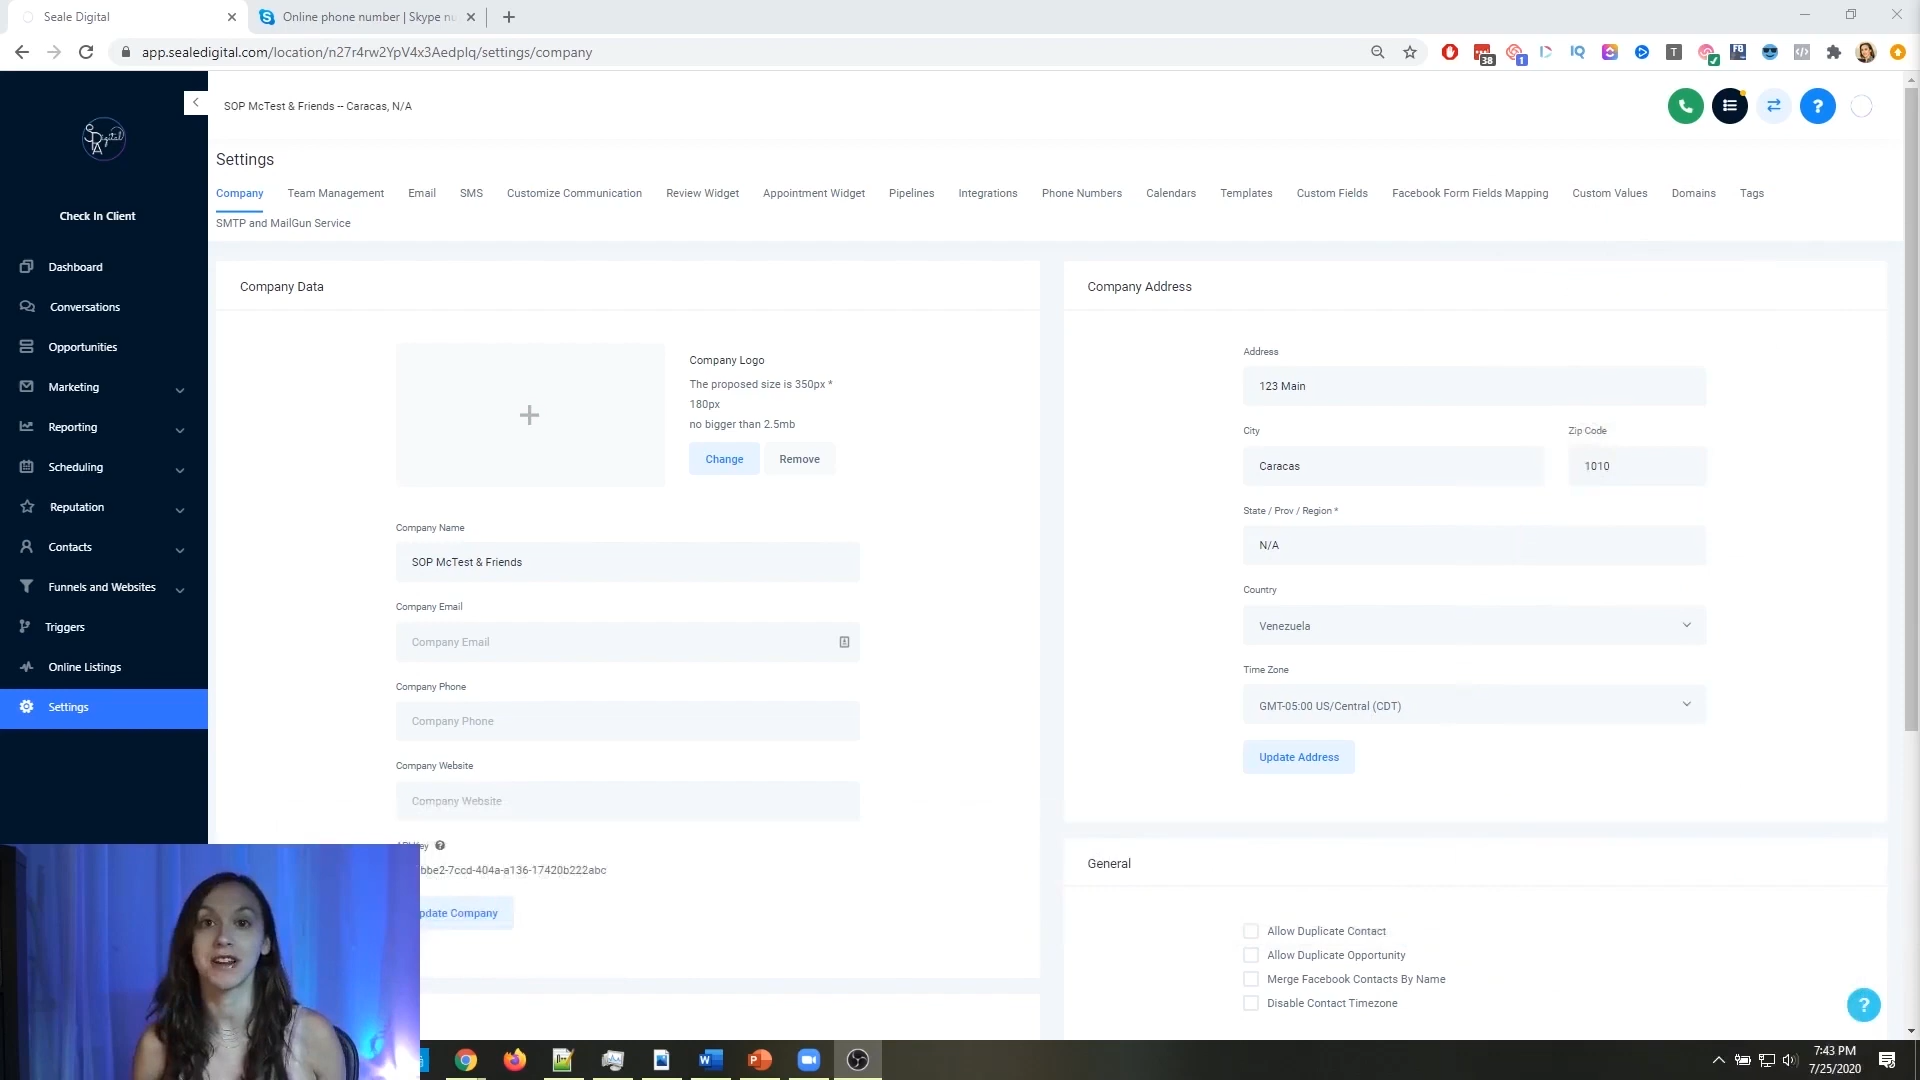 Seale Digital
Online phone number | Skype nu
app.sealedigital.com/location/n27r4rw2YpV4x3Aedplq/settings/company
38
1
IQ
T
FB
SOP McTest & Friends -- Caracas, N/A
Check In Client
Dashboard
Conversations
Opportunities
Marketing
Reporting
Scheduling
Reputation
Contacts
Funnels and Websites
Triggers
Online Listings
Settings
Settings
Company Team Management Email SMS Customize Communication Review Widget Appointment Widget Pipelines Integrations Phone Numbers Calendars Templates Custom Fields Facebook Form Fields Mapping Custom Values Domains Tags
SMTP and MailGun Service
Company Data
Company Logo
The proposed size is 350px *
180px
no bigger than 2.5mb
Change Remove
Company Name
SOP McTest & Friends
Company Email
Company Email
Company Phone
Company Phone
Company Website
Company Website
Key
bbe2-7ccd-404a-a136-17420b222abc
pdate Company
Company Address
Address
123 Main
City Zip Code
Caracas 1010
State / Prov / Region *
N/A
Country
Venezuela
Time Zone
GMT-05:00 US/Central (CDT)
Update Address
General
Allow Duplicate Contact
Allow Duplicate Opportunity
Merge Facebook Contacts By Name
Disable Contact Timezone
7:43 PM
7/25/2020